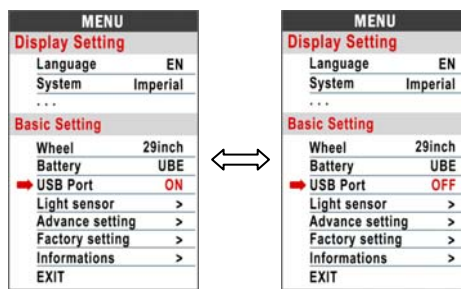 MENU
Display Setting
Language EN
System Imperial
...
Basic Setting
Wheel 29inch
Battery UBE
USB Port ON
Light sensor >
Advance setting >
Factory setting >
Informations >
EXIT
MENU
Display Setting
Language EN
System Imperial
...
Basic Setting
Wheel 29inch
Battery UBE
USB Port OFF
Light sensor >
Advance setting >
Factory setting >
Informations >
EXIT